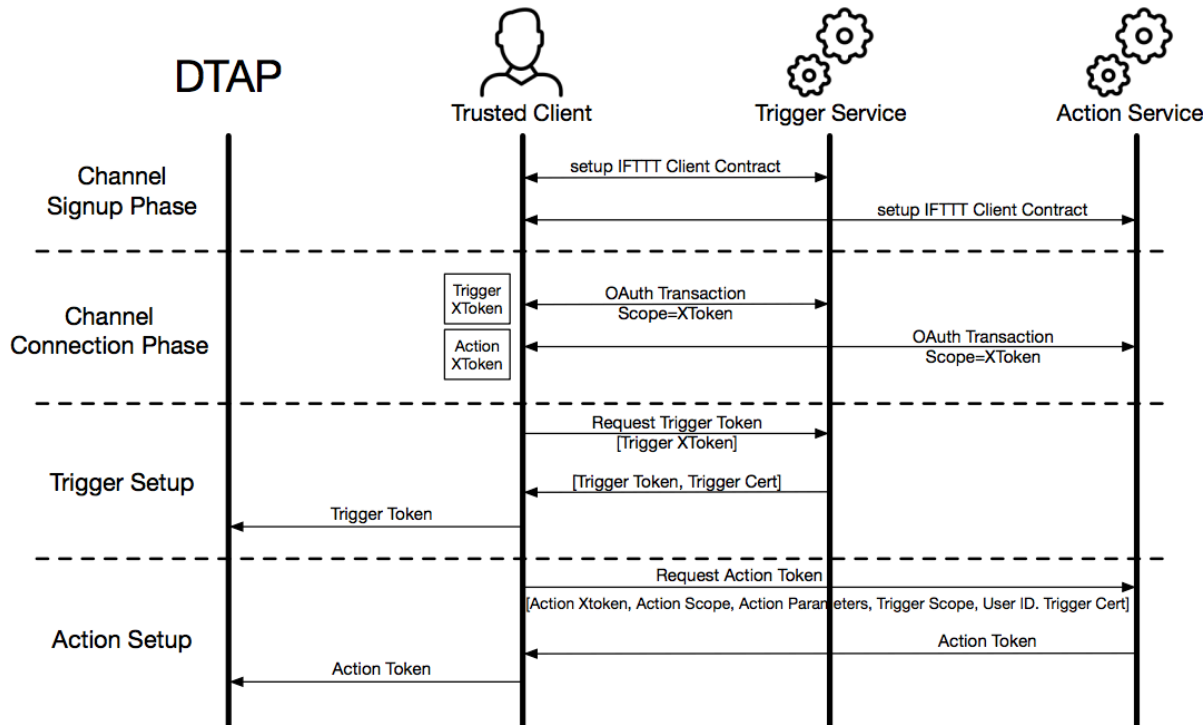 DTAP
Trusted Client
Trigger Service
Action Service
Channel
Signup Phase
setup IFTTT Client Contract
setup IFTTT Client Contract
Channel
Connection Phase
Trigger
XToken
OAuth Transaction
Scope=XToken
Action
XToken
OAuth Transaction
Scope=XToken
Trigger Setup
Request Trigger Token
[Trigger XToken]
[Trigger Token, Trigger Cert]
Trigger Token
Action Setup
Request Action Token
[Action Xtoken, Action Scope, Action Parameters, Trigger Scope, User ID. Trigger Cert]
Action Token
Action Token